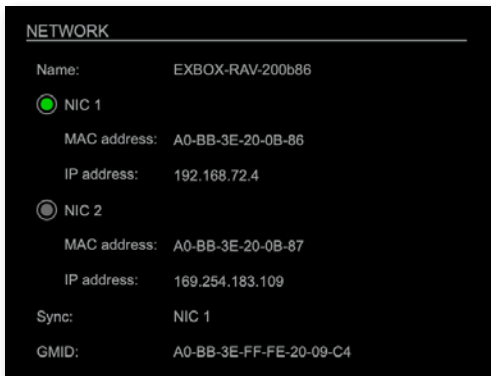 NETWORK
Name: EXBOX-RAV-200b86
NIC 1
MAC address: A0-BB-3E-20-0B-86
IP address: 192.168.72.4
NIC 2
MAC address: A0-BB-3E-20-0B-87
IP address: 169.254.183.109
Sync: NIC 1
GMID: A0-BB-3E-FF-FE-20-09-C4